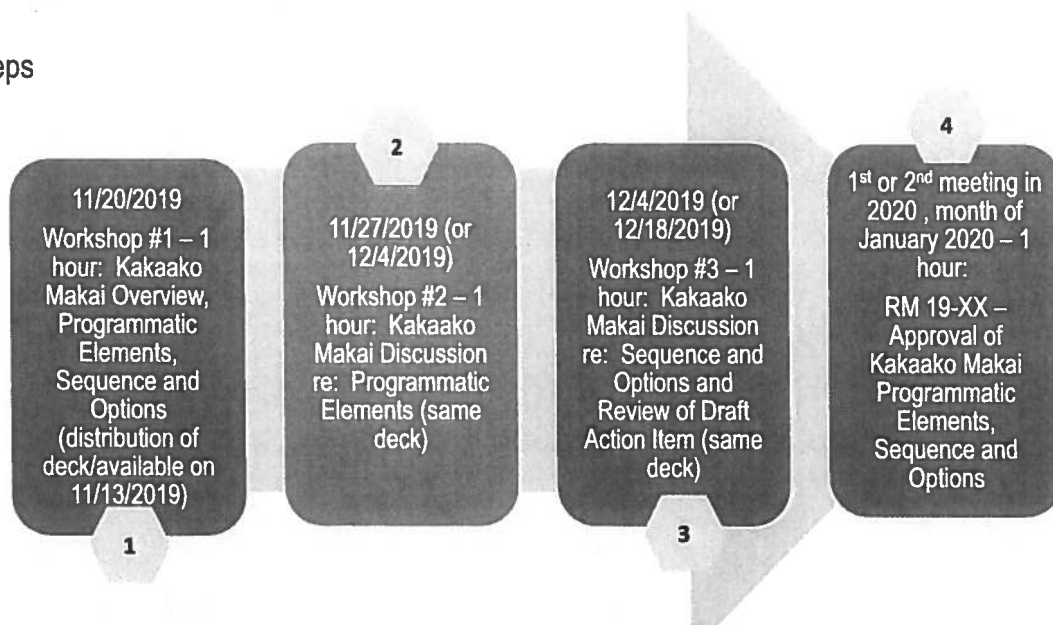 eps
1
11/20/2019
Workshop #1 – 1
hour: Kakaako
Makai Overview,
Programmatic
Elements,
Sequence and
Options
(distribution of
deck/available on
11/13/2019)
2
11/27/2019 (or
12/4/2019)
Workshop #2 – 1
hour: Kakaako
Makai Discussion
re: Programmatic
Elements (same
deck)
3
12/4/2019 (or
12/18/2019)
Workshop #3 – 1
hour: Kakaako
Makai Discussion
re: Sequence and
Options and
Review of Draft
Action Item (same
deck)
4
1st or 2nd meeting in
2020 , month of
January 2020 – 1
hour:
RM 19-XX –
Approval of
Kakaako Makai
Programmatic
Elements,
Sequence and
Options